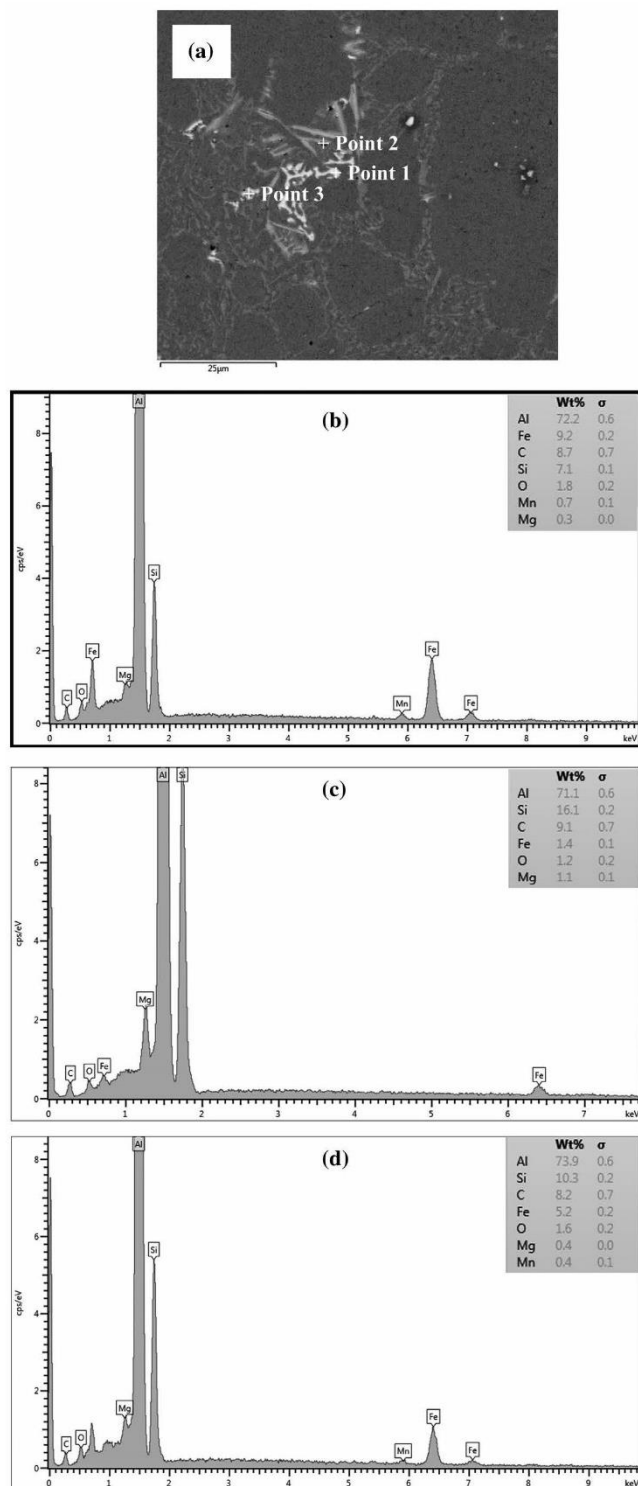 (a)
+ Point 2
+ Point 1
+ Point 3
25µm
(b)
Wt% σ
Al 72.2 0.6
Fe 9.2 0.2
C 8.7 0.7
Si 7.1 0.1
O 1.8 0.2
Mn 0.7 0.1
Mg 0.3 0.0
Al
Si
Fe
Mg
C
O
Mn
Fe
Fe
cps/eV
8
6
4
2
0
0 1 2 3 4 5 6 7 8 9 keV
(c)
Wt% σ
Al 71.1 0.6
Si 16.1 0.2
C 9.1 0.7
Fe 1.4 0.1
O 1.2 0.2
Mg 1.1 0.1
Al Si
Mg
C
O
Fe
Fe
cps/eV
8
6
4
2
0
0 1 2 3 4 5 6 7 keV
(d)
Wt% σ
Al 73.9 0.6
Si 10.3 0.2
C 8.2 0.7
Fe 5.2 0.2
O 1.6 0.2
Mg 0.4 0.0
Mn 0.4 0.1
Al
Si
Mg
C
O
Mn
Fe
Fe
cps/eV
8
6
4
2
0
0 1 2 3 4 5 6 7 8 9 keV